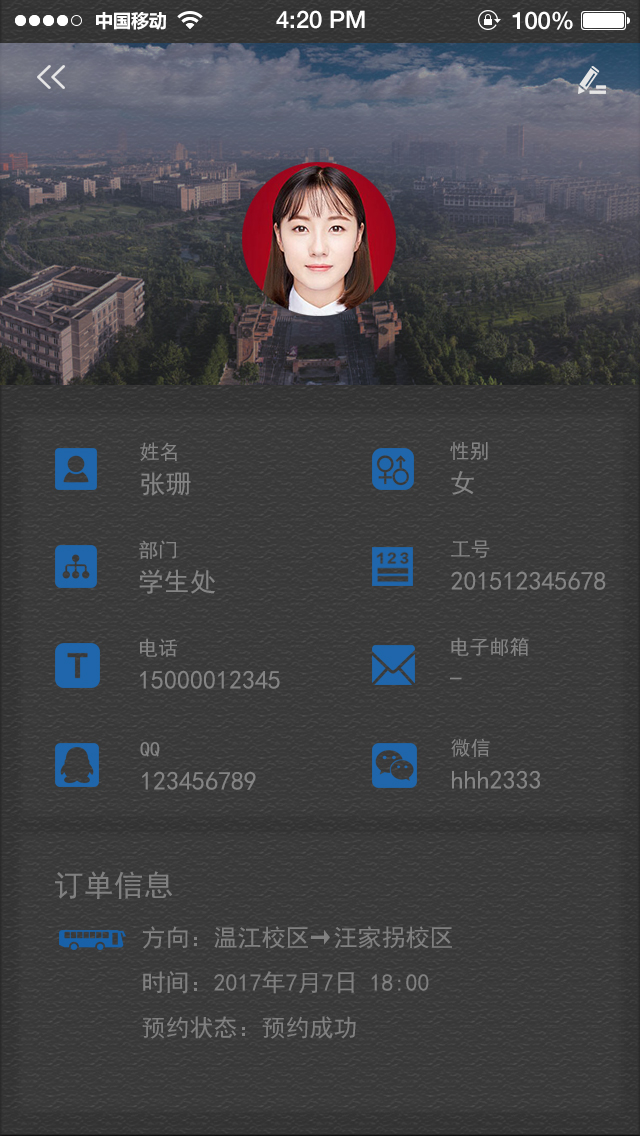 中国移动 4:20 PM 100%
姓名 性别
张珊 女
部门 工号
学生处 201512345678
123
电话 电子邮箱
T
15000012345 -
QQ 微信
123456789 hhh2333
订单信息
方向：温江校区→汪家拐校区
时间：2017年7月7日 18:00
预约状态：预约成功